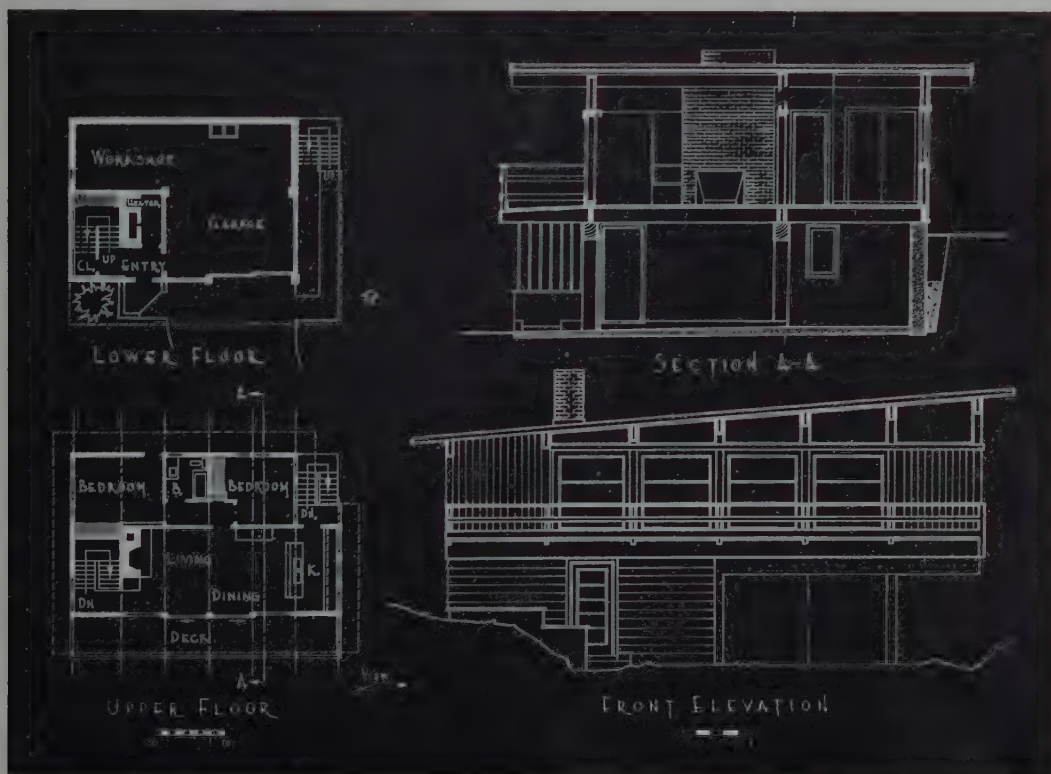 WORKSHOP
HEATER
GARAGE
UP
CL. ENTRY
LOWER FLOOR
SECTION A-A
A
BEDROOM
B.
BEDROOM
DN.
LIVING
K.
DINING
DN.
DECK
A
VIEW
UPPER FLOOR
FRONT ELEVATION